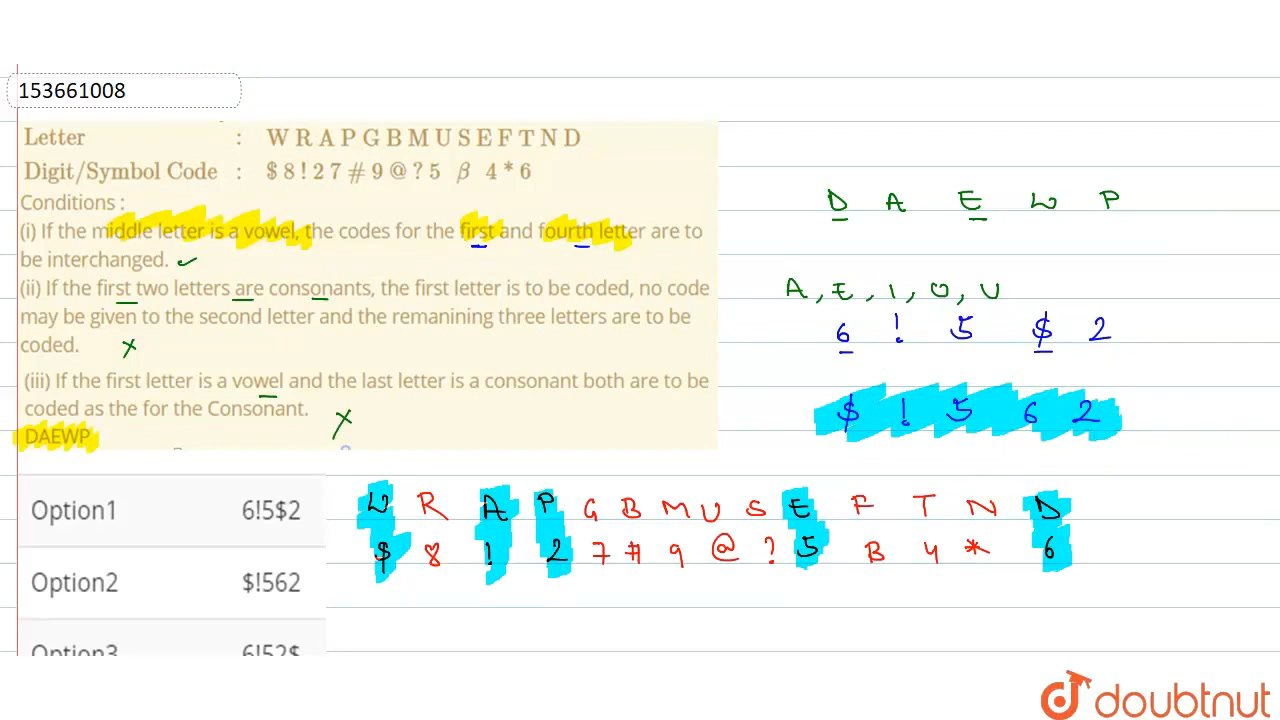 153661008
Letter : W R A P G B M U S E F T N D
Digit/Symbol Code : $ 8 ! 2 7 # 9 @ ? 5 β 4 * 6
Conditions :
(i) If the middle letter is a vowel, the codes for the first and fourth letter are to
be interchanged.
(ii) If the first two letters are consonants, the first letter is to be coded, no code
may be given to the second letter and the remanining three letters are to be
coded.
(iii) If the first letter is a vowel and the last letter is a consonant both are to be
coded as the for the Consonant.
DAEWP
D A E W P
A, E, I, O, U
6 ! 5 $ 2
$ ! 5 6 2
Option1 6!5$2
Option2 $!562
Option3 6!52$
W R A P G B M U S E F T N D
$ 8 ! 2 7 # 9 @ ? 5 B 4 * 6
doubtnut